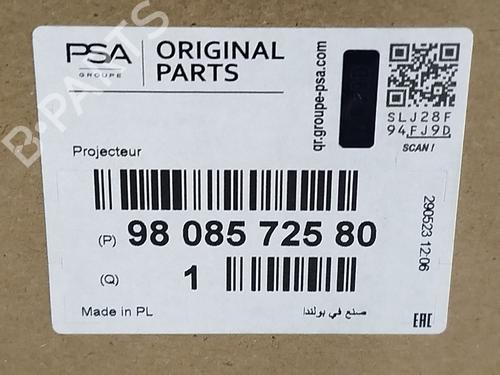 PSA
GROUPE
ORIGINAL
PARTS
qr.groupe-psa.com
SLJ28F
94FJ9D
SCAN !
Projecteur
(P) 98 085 725 80
(Q) 1
290523 12:06
Made in PL
صنع في بولندا
EAC
B-PARTS